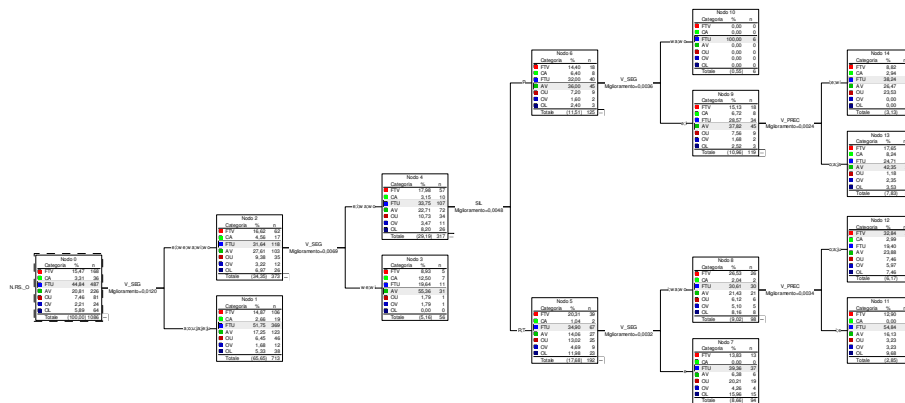 N.RIS_O
Nodo 0
Categoria % n
FTV 15,47 168
CA 3,31 36
FTU 44,84 487
AV 20,81 226
OU 7,46 81
OV 2,21 24
OL 5,89 64
Totale (100,00) 1086
V_SEG
Miglioramento=0,0120
Nodo 2
Categoria % n
FTV 16,62 62
CA 4,56 17
FTU 31,64 118
AV 27,61 103
OU 9,38 35
OV 3,22 12
OL 6,97 26
Totale (34,35) 373
Nodo 1
Categoria % n
FTV 14,87 106
CA 2,66 19
FTU 51,75 369
AV 17,25 123
OU 6,45 46
OV 1,68 12
OL 5,33 38
Totale (65,65) 713
V_SEG
Miglioramento=0,0069
Nodo 4
Categoria % n
FTV 17,98 57
CA 3,15 10
FTU 33,75 107
AV 22,71 72
OU 10,73 34
OV 3,47 11
OL 8,20 26
Totale (29,19) 317
Nodo 3
Categoria % n
FTV 8,93 5
CA 12,50 7
FTU 19,64 11
AV 55,36 31
OU 1,79 1
OV 1,79 1
OL 0,00 0
Totale (5,16) 56
SIL
Miglioramento=0,0048
Nodo 6
Categoria % n
FTV 14,40 18
CA 6,40 8
FTU 32,00 40
AV 36,00 45
OU 7,20 9
OV 1,60 2
OL 2,40 3
Totale (11,51) 125
Nodo 5
Categoria % n
FTV 20,31 39
CA 1,04 2
FTU 34,90 67
AV 14,06 27
OU 13,02 25
OV 4,69 9
OL 11,98 23
Totale (17,68) 192
V_SEG
Miglioramento=0,0036
Nodo 10
Categoria % n
FTV 0,00 0
CA 0,00 0
FTU 100,00 6
AV 0,00 0
OU 0,00 0
OV 0,00 0
OL 0,00 0
Totale (0,55) 6
Nodo 9
Categoria % n
FTV 15,13 18
CA 6,72 8
FTU 28,57 34
AV 37,82 45
OU 7,56 9
OV 1,68 2
OL 2,52 3
Totale (10,96) 119
V_SEG
Miglioramento=0,0032
Nodo 8
Categoria % n
FTV 26,53 26
CA 2,04 2
FTU 30,61 30
AV 21,43 21
OU 6,12 6
OV 5,10 5
OL 8,16 8
Totale (9,02) 98
Nodo 7
Categoria % n
FTV 13,83 13
CA 0,00 0
FTU 39,36 37
AV 6,38 6
OU 20,21 19
OV 4,26 4
OL 15,96 15
Totale (8,66) 94
V_PREC
Miglioramento=0,0024
Nodo 14
Categoria %
FTV 8,82
CA 2,94
FTU 38,24
AV 26,47
OU 23,53
OV 0,00
OL 0,00
Totale (3,13)
Nodo 13
Categoria %
FTV 17,65
CA 8,24
FTU 24,71
AV 42,35
OU 1,18
OV 2,35
OL 3,53
Totale (7,83)
V_PREC
Miglioramento=0,0034
Nodo 12
Categoria %
FTV 32,84
CA 2,99
FTU 19,40
AV 23,88
OU 7,46
OV 5,97
OL 7,46
Totale (6,17)
Nodo 11
Categoria %
FTV 12,90
CA 0,00
FTU 54,84
AV 16,13
OU 3,23
OV 3,23
OL 9,68
Totale (2,85)